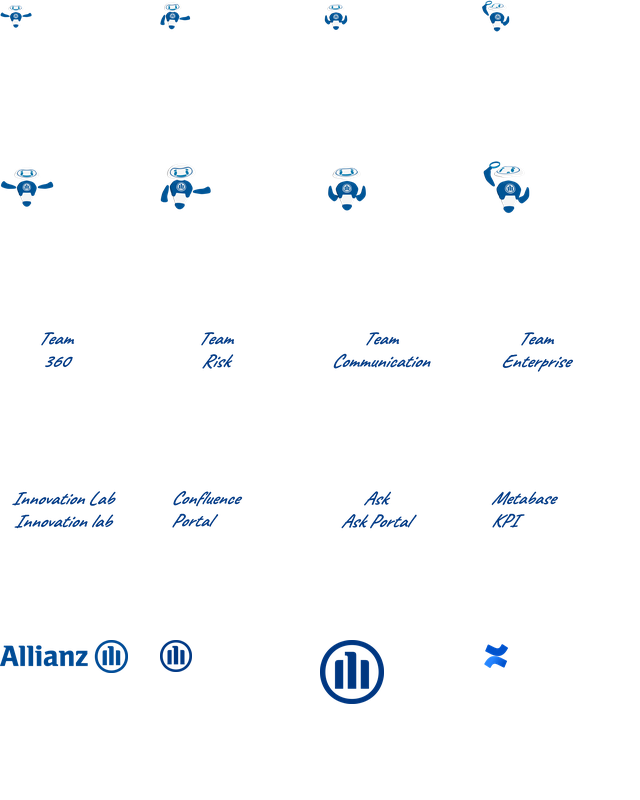 Team
360
Team
Risk
Team
Communication
Team
Enterprise
Innovation Lab
Innovation lab
Confluence
Portal
Ask
Ask Portal
Metabase
KPI
Allianz